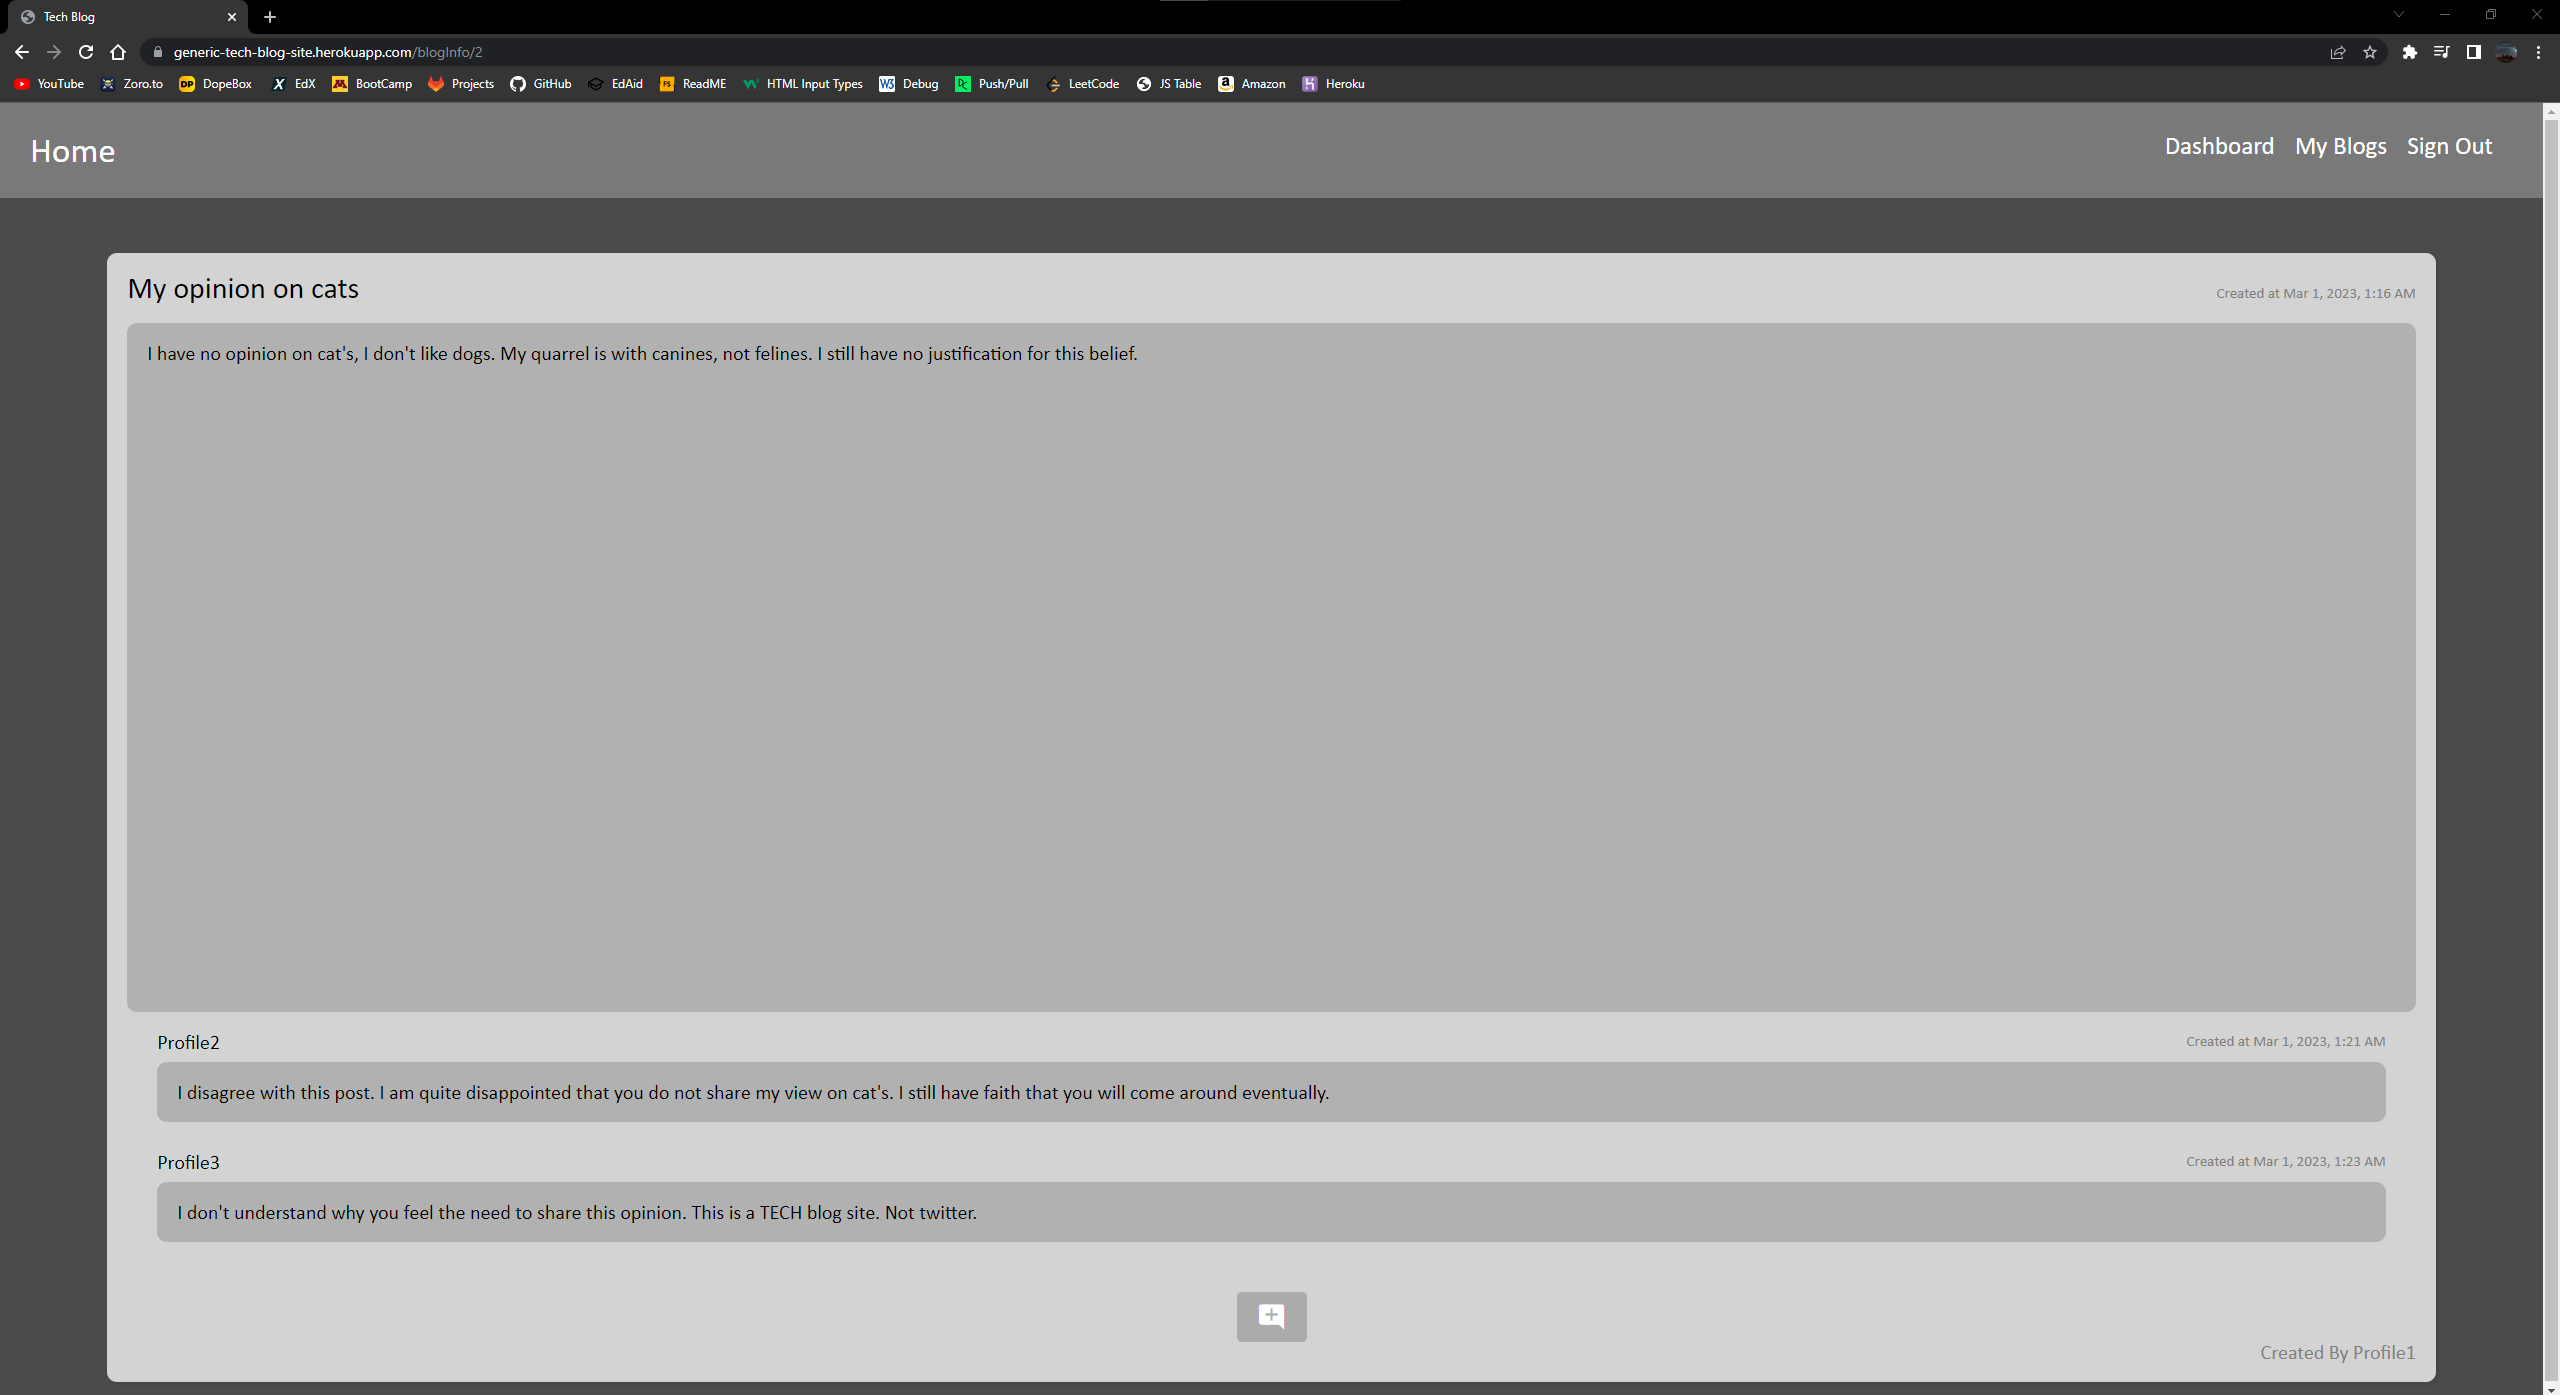 Tech Blog
generic-tech-blog-site.herokuapp.com/blogInfo/2
YouTube Zoro.to DP DopeBox X EdX M BootCamp Projects GitHub EdAid FS ReadME HTML Input Types W3 Debug Push/Pull LeetCode JS Table a Amazon Heroku
Home Dashboard My Blogs Sign Out
My opinion on cats Created at Mar 1, 2023, 1:16 AM
I have no opinion on cat's, I don't like dogs. My quarrel is with canines, not felines. I still have no justification for this belief.
Profile2 Created at Mar 1, 2023, 1:21 AM
I disagree with this post. I am quite disappointed that you do not share my view on cat's. I still have faith that you will come around eventually.
Profile3 Created at Mar 1, 2023, 1:23 AM
I don't understand why you feel the need to share this opinion. This is a TECH blog site. Not twitter.
Created By Profile1